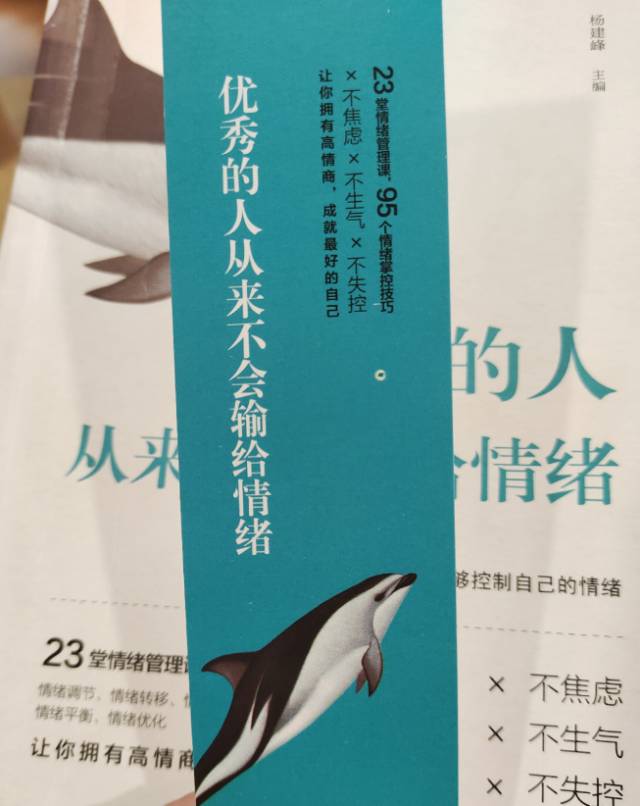 杨建峰 主编
23堂情绪管理课，95个情绪掌控技巧
×不焦虑×不生气×不失控
让你拥有高情商，成就最好的自己
优秀的人从来不会输给情绪
的人
从来
情绪
够控制自己的情绪
23堂情绪管理
情绪调节、情绪转移、
情绪平衡、情绪优化
让你拥有高情商
× 不焦虑
× 不生气
× 不失控